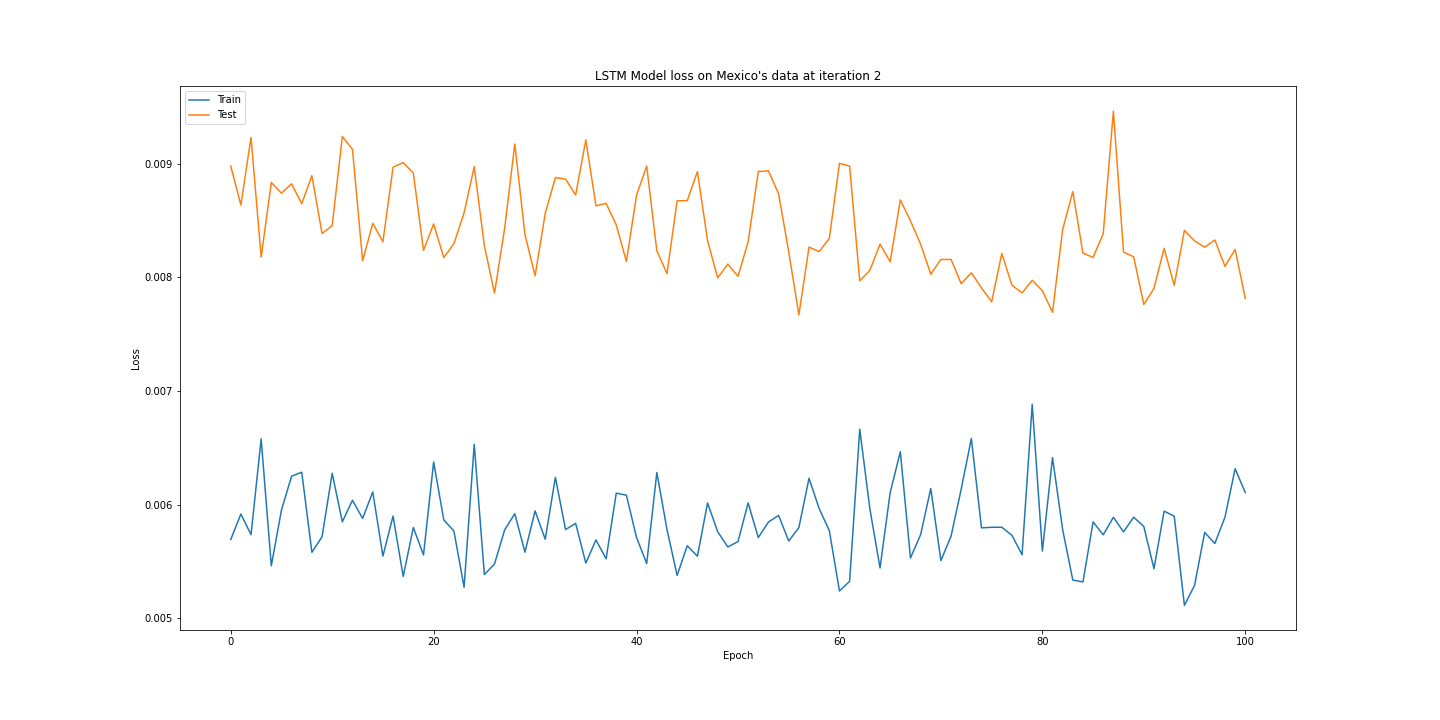 LSTM Model loss on Mexico's data at iteration 2
Train
Test
0.009
0.008
0.007
0.006
0.005
Loss
0 20 40 60 80 100
Epoch